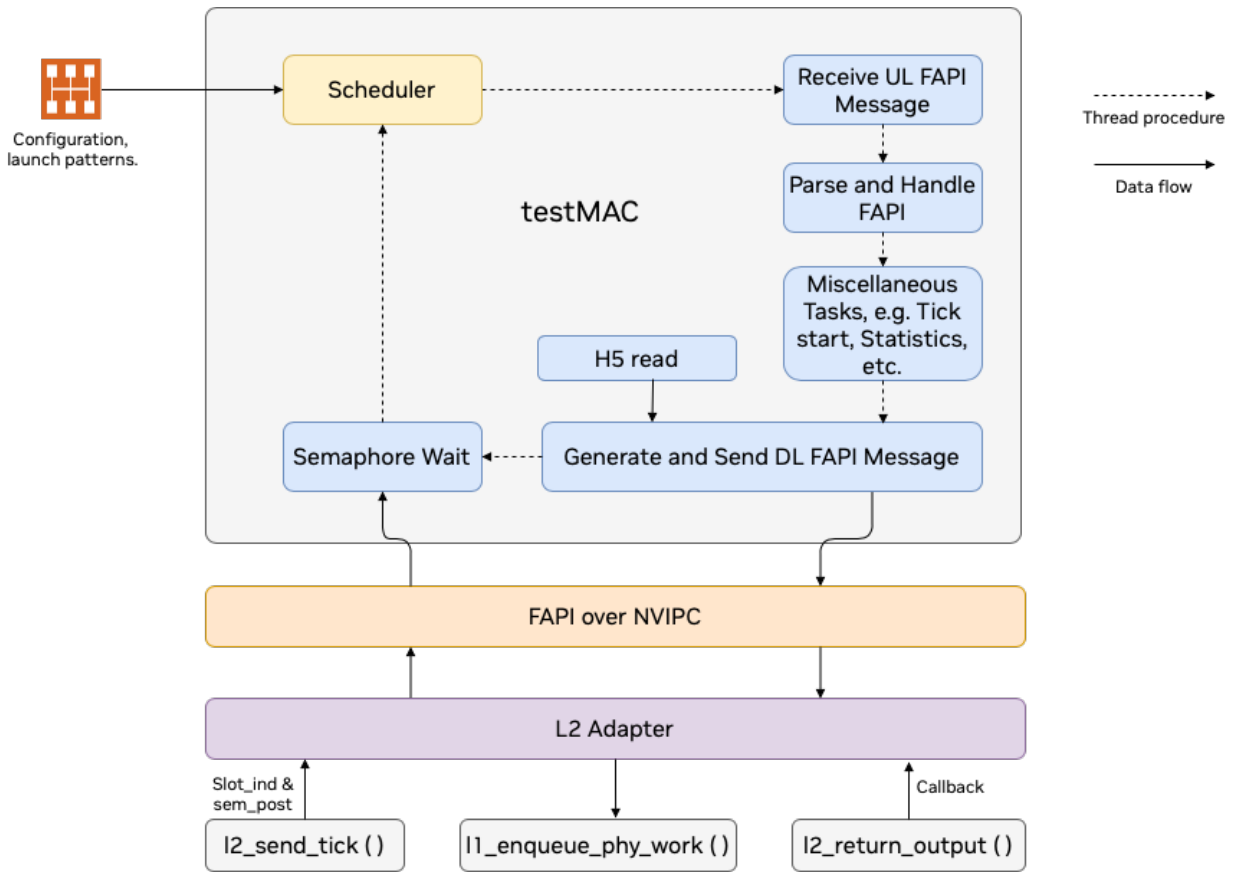 Configuration,
launch patterns.
Scheduler
Receive UL FAPI
Message
Thread procedure
Data flow
Parse and Handle
FAPI
testMAC
Miscellaneous
Tasks, e.g. Tick
start, Statistics,
etc.
H5 read
Semaphore Wait
Generate and Send DL FAPI Message
FAPI over NVIPC
L2 Adapter
Slot_ind &
sem_post
Callback
l2_send_tick ( )
l1_enqueue_phy_work ( )
l2_return_output ( )